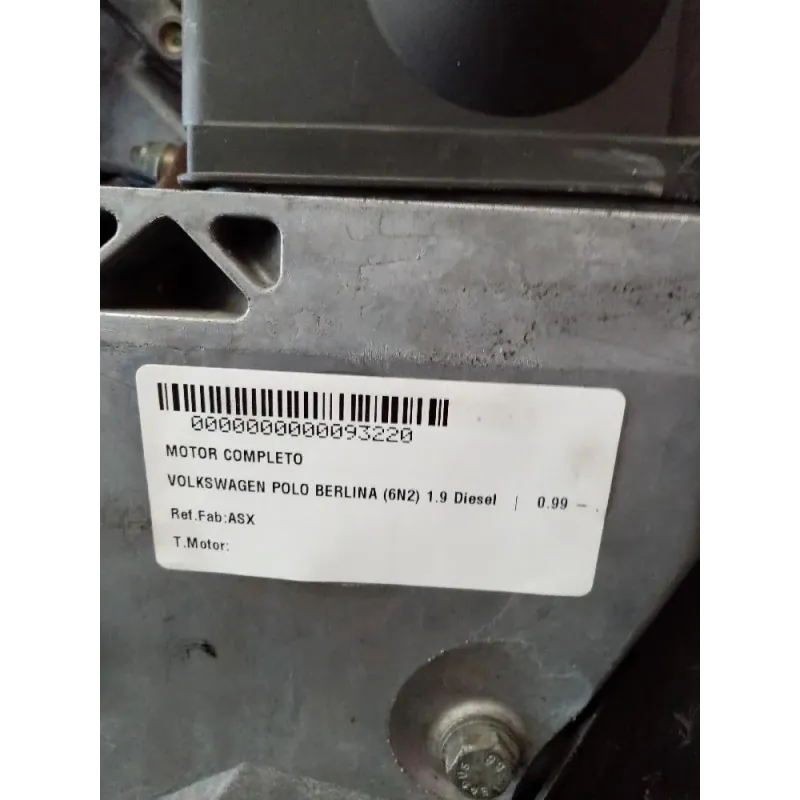 0000000000093220
MOTOR COMPLETO
VOLKSWAGEN POLO BERLINA (6N2) 1.9 Diesel | 0.99 –
Ref.Fab:ASX
T.Motor: